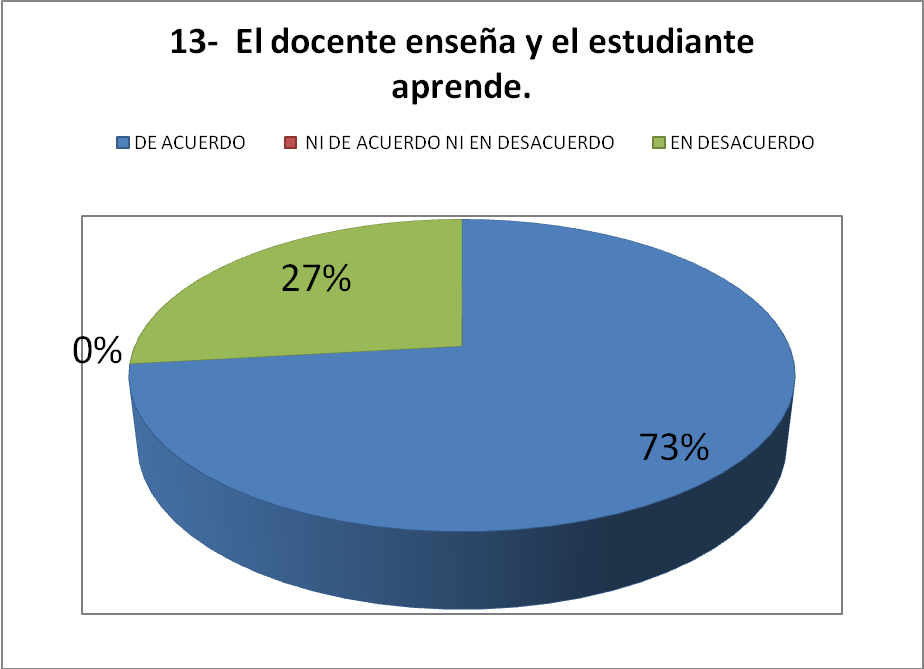 13- El docente enseña y el estudiante
aprende.
DE ACUERDO NI DE ACUERDO NI EN DESACUERDO EN DESACUERDO
27%
0%
73%